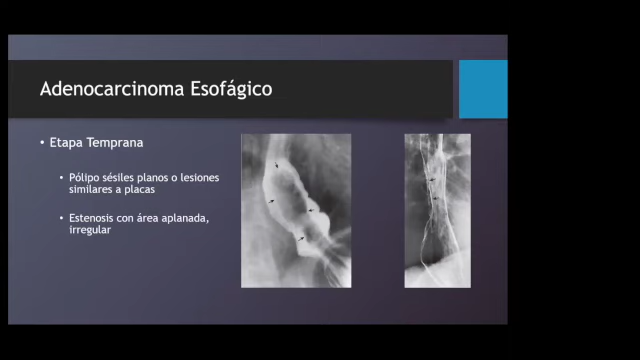 Adenocarcinoma Esofágico
• Etapa Temprana
• Pólipo sésiles planos o lesiones
similares a placas
• Estenosis con área aplanada,
irregular